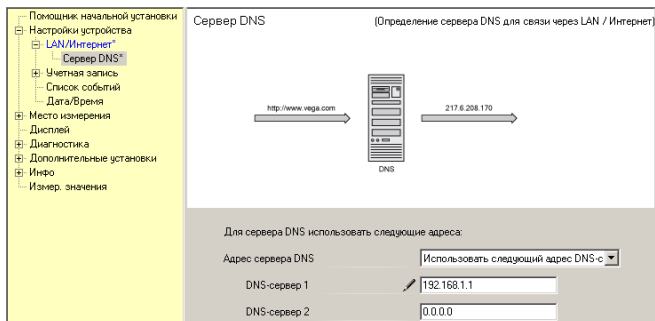 Помощник начальной установки
Настройки устройства
LAN/Интернет*
Сервер DNS*
Учетная запись
Список событий
Дата/Время
Место измерения
Дисплей
Диагностика
Дополнительные установки
Инфо
Измер. значения
Сервер DNS
(Определение сервера DNS для связи через LAN / Интернет)
http://www.vega.com
217.6.208.170
DNS
Для сервера DNS использовать следующие адреса:
Адрес сервера DNS
Использовать следующий адрес DNS-с
DNS-сервер 1
192.168.1.1
DNS-сервер 2
0.0.0.0